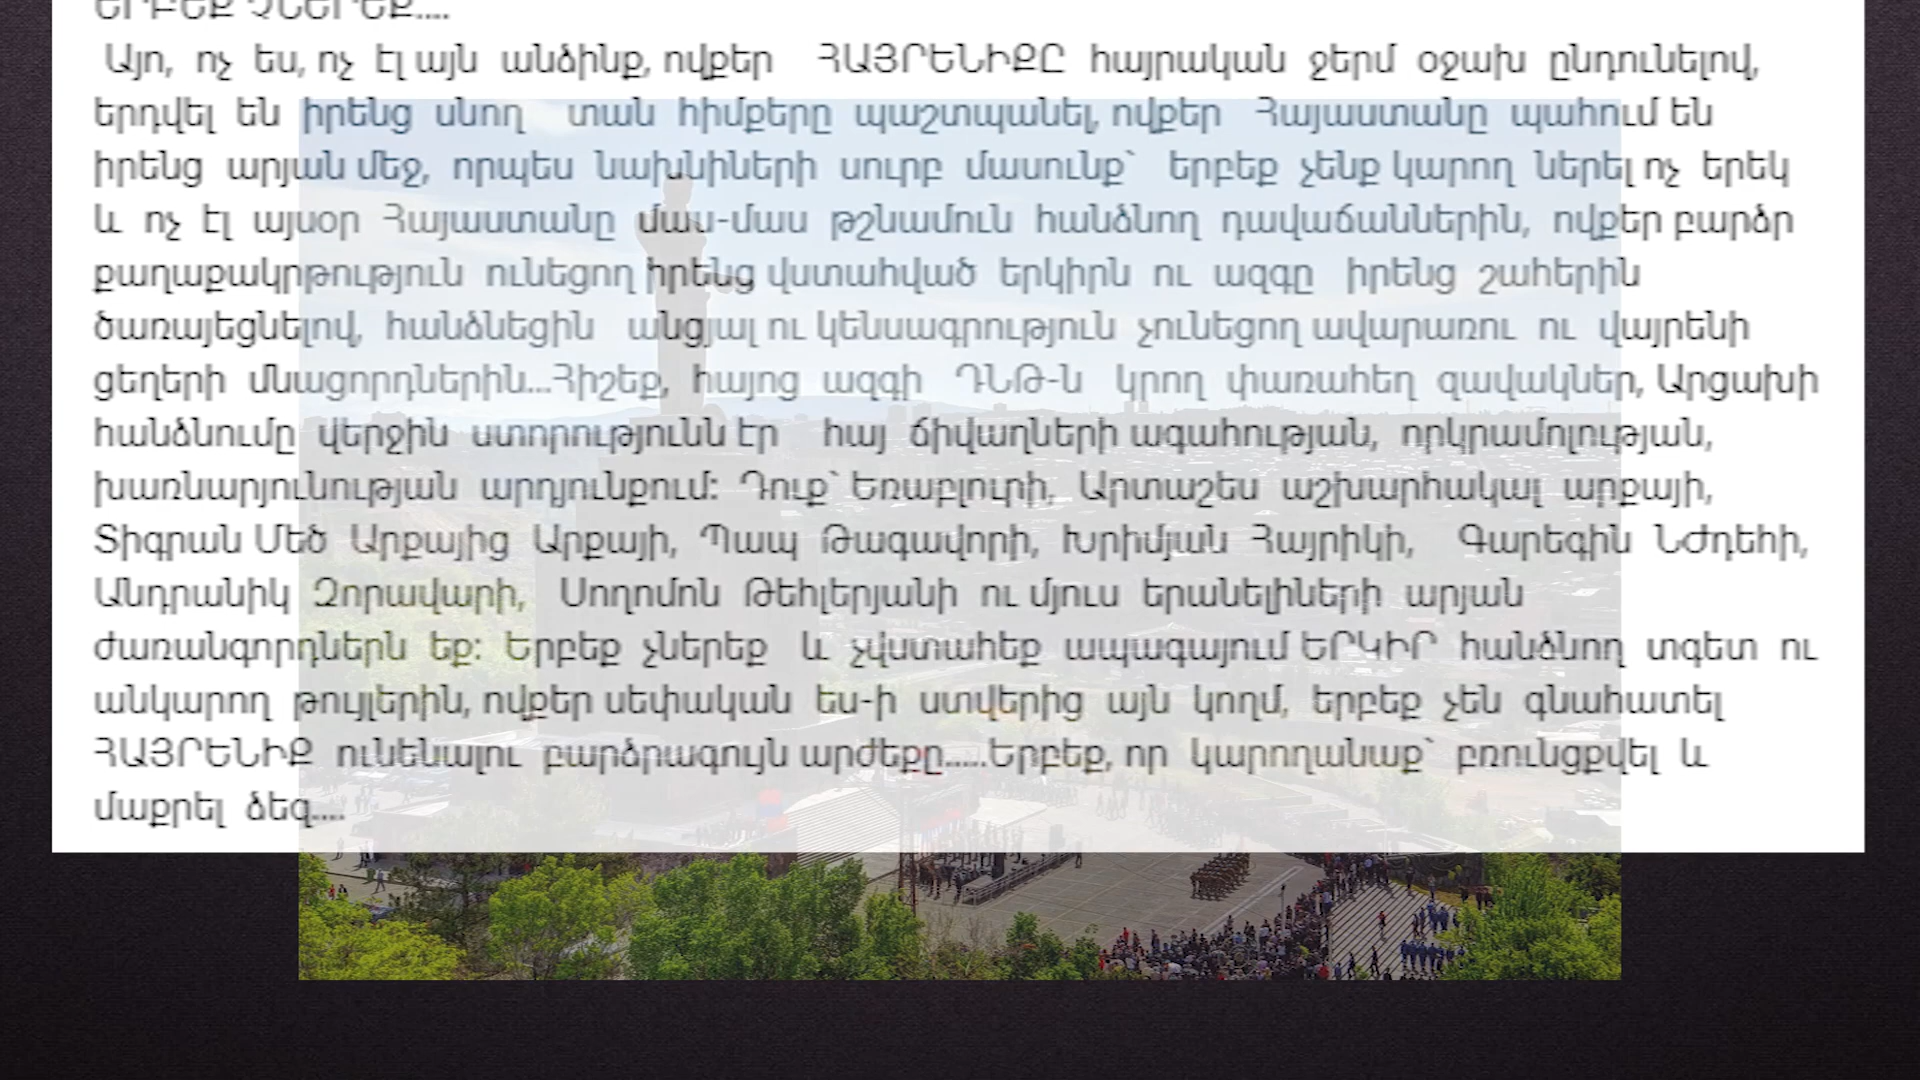 ԵՐԲԵՔ ՉՆԵՐԵՔ....
Այո, ոչ ես, ոչ էլ այն անձինք, ովքեր ՀԱՅՐԵՆԻՔԸ հայրական ջերմ օջախ ընդունելով,
երդվել են իրենց սնող տան հիմքերը պաշտպանել, ովքեր Հայաստանը պահում են
իրենց արյան մեջ, որպես նախնիների սուրբ մասունք՝ երբեք չենք կարող ներել ոչ երեկ
և ոչ էլ այսօր Հայաստանը մաս-մաս թշնամուն հանձնող դավաճաններին, ովքեր բարձր
քաղաքակրթություն ունեցող իրենց վստահված երկիրն ու ազգը իրենց շահերին
ծառայեցնելով, հանձնեցին անցյալ ու կենսագրություն չունեցող ավարառու ու վայրենի
ցեղերի մնացորդներին...Հիշեք, հայոց ազգի ԴՆԹ-ն կրող փառահեղ զավակներ, Արցախի
հանձնումը վերջին ստորությունն էր հայ ճիվաղների ագահության, որկրամոլության,
խառնարյունության արդյունքում: Դուք՝ Եռաբլուրի, Արտաշես աշխարհակալ արքայի,
Տիգրան Մեծ Արքայից Արքայի, Պապ Թագավորի, Խրիմյան Հայրիկի, Գարեգին Նժդեհի,
Անդրանիկ Զորավարի, Սողոմոն Թեհլերյանի ու մյուս երանելիների արյան
ժառանգորդներն եք: Երբեք չներեք և չվստահեք ապագայում ԵՐԿԻՐ հանձնող տգետ ու
անկարող թույլերին, ովքեր սեփական ես-ի ստվերից այն կողմ, երբեք չեն գնահատել
ՀԱՅՐԵՆԻՔ ունենալու բարձրագույն արժեքը.....Երբեք, որ կարողանաք՝ բռունցքվել և
մաքրել ձեզ....